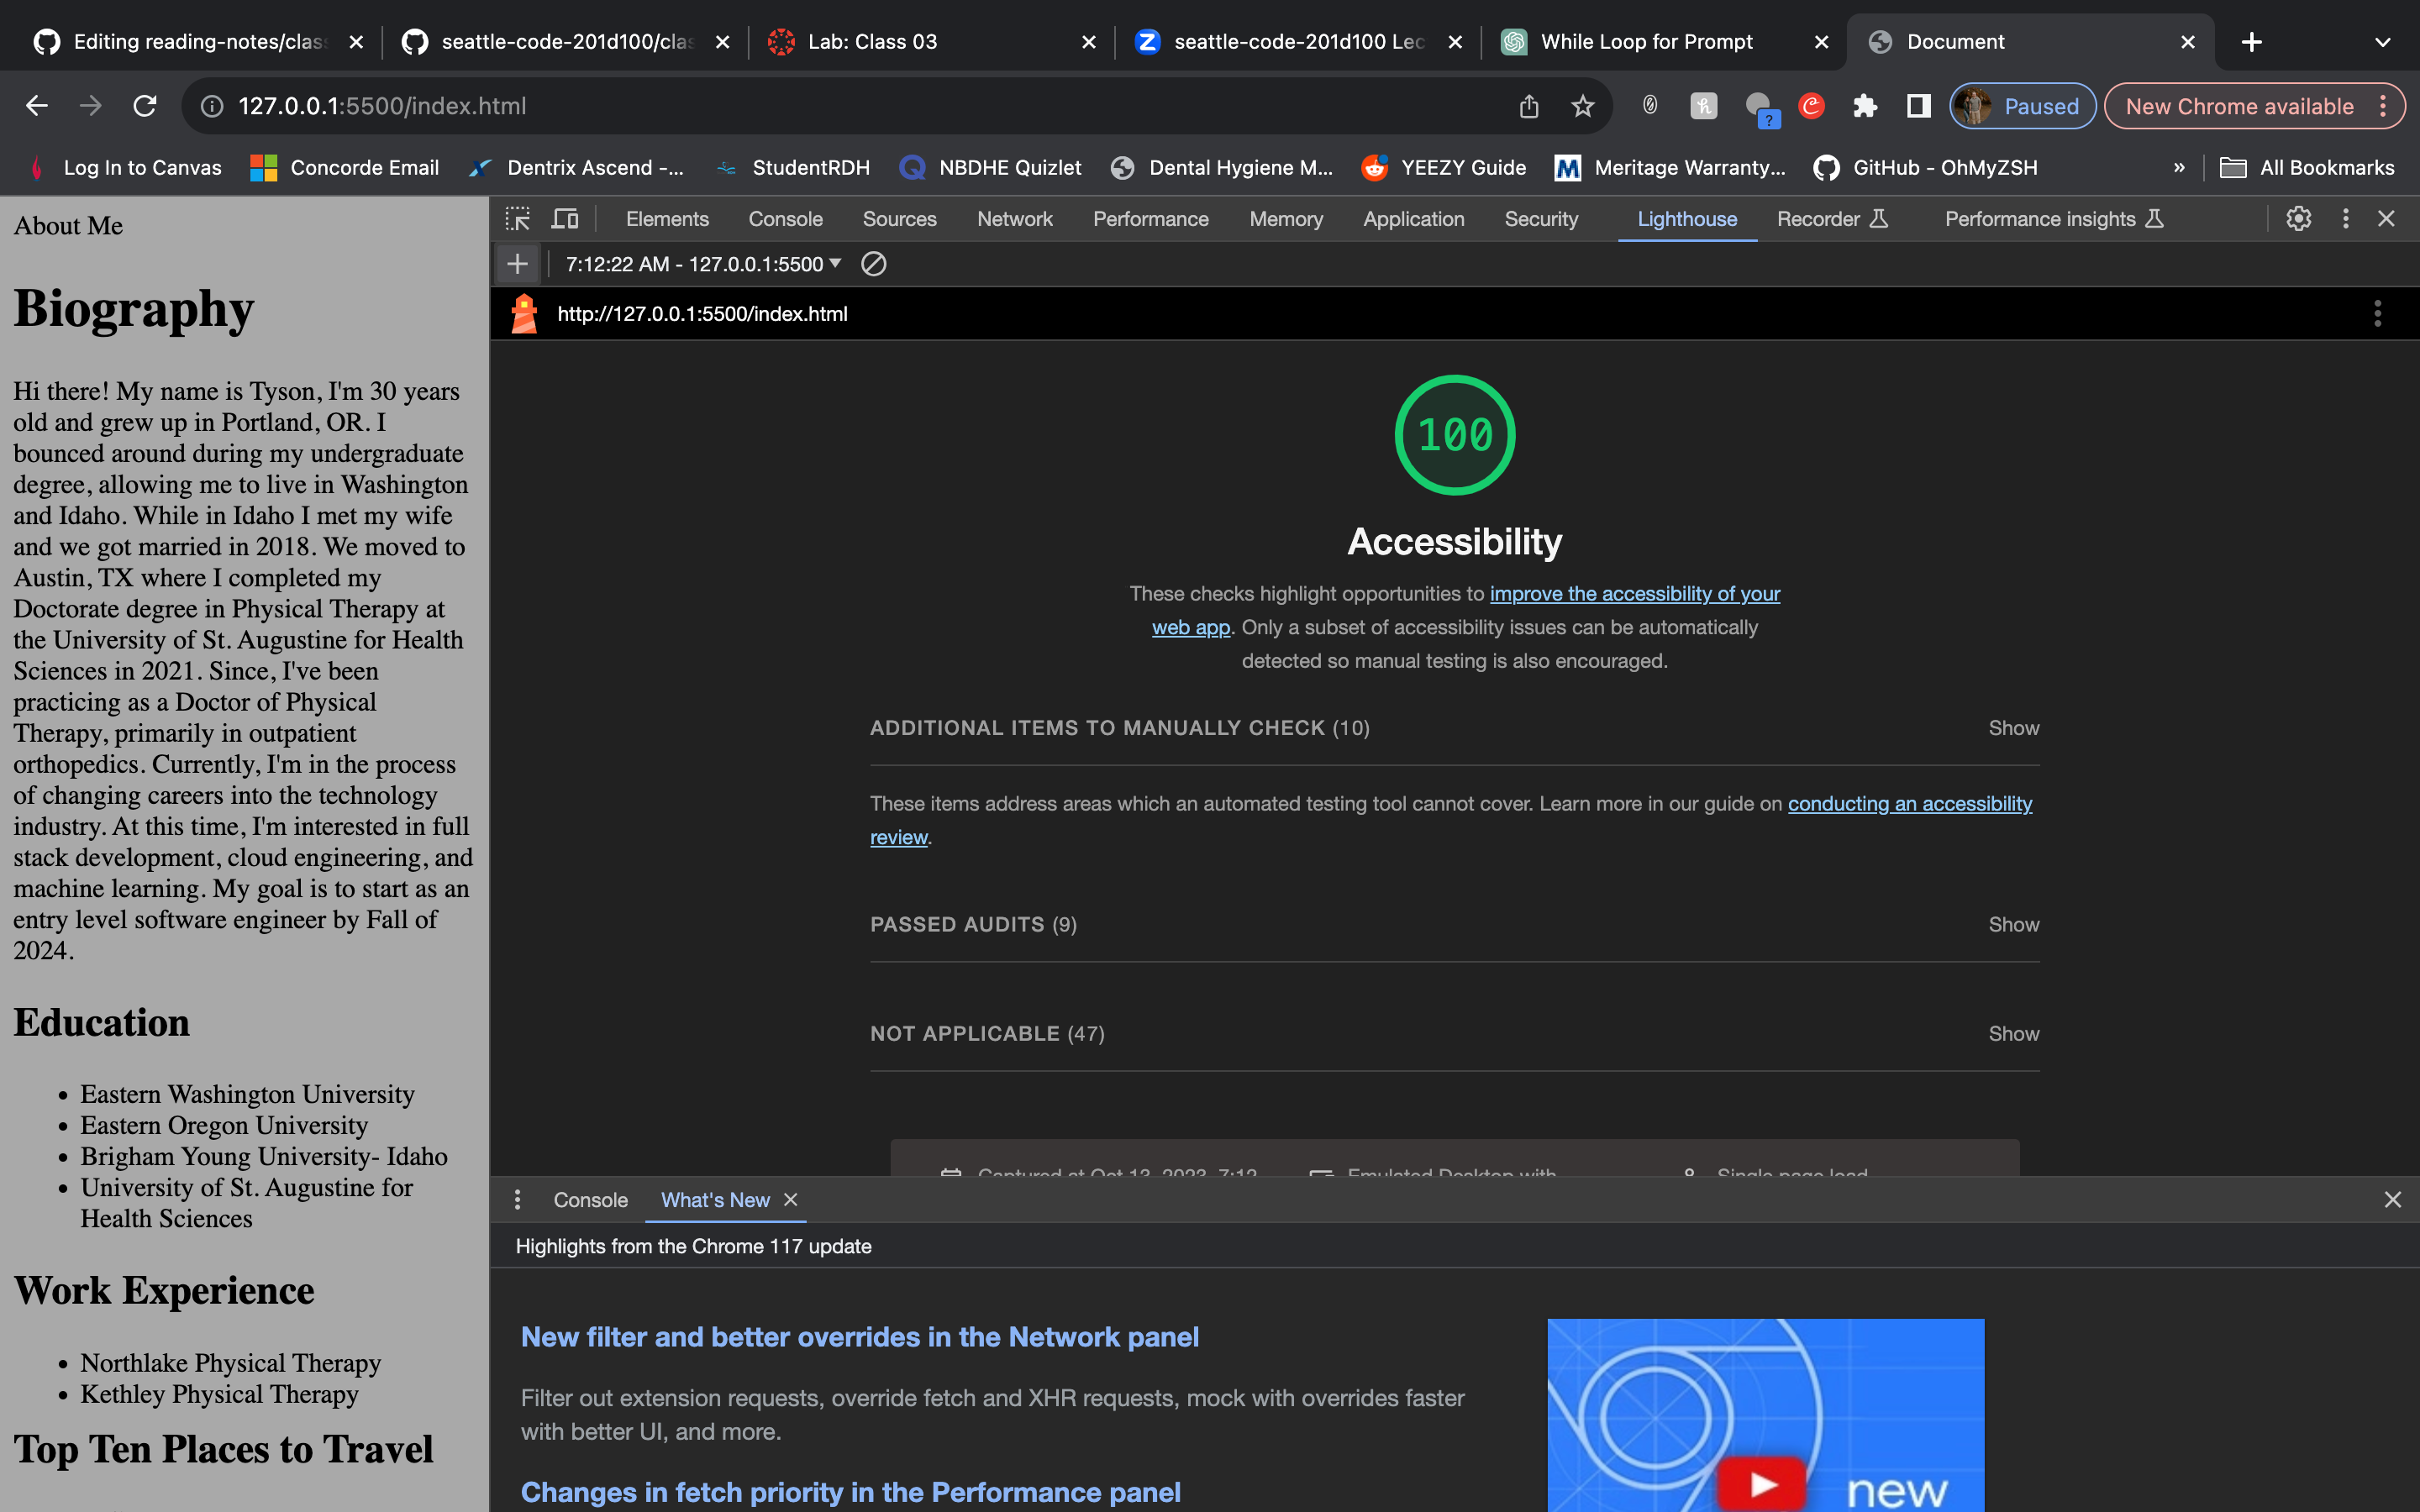 Editing reading-notes/clas
seattle-code-201d100/clas
Lab: Class 03
seattle-code-201d100 Lec
While Loop for Prompt
Document
127.0.0.1:5500/index.html
Paused
New Chrome available
Log In to Canvas
Concorde Email
Dentrix Ascend -...
StudentRDH
NBDHE Quizlet
Dental Hygiene M...
YEEZY Guide
Meritage Warranty...
GitHub - OhMyZSH
»
All Bookmarks
About Me
Biography
Hi there! My name is Tyson, I'm 30 years
old and grew up in Portland, OR. I
bounced around during my undergraduate
degree, allowing me to live in Washington
and Idaho. While in Idaho I met my wife
and we got married in 2018. We moved to
Austin, TX where I completed my
Doctorate degree in Physical Therapy at
the University of St. Augustine for Health
Sciences in 2021. Since, I've been
practicing as a Doctor of Physical
Therapy, primarily in outpatient
orthopedics. Currently, I'm in the process
of changing careers into the technology
industry. At this time, I'm interested in full
stack development, cloud engineering, and
machine learning. My goal is to start as an
entry level software engineer by Fall of
2024.
Education
• Eastern Washington University
• Eastern Oregon University
• Brigham Young University- Idaho
• University of St. Augustine for
Health Sciences
Work Experience
• Northlake Physical Therapy
• Kethley Physical Therapy
Top Ten Places to Travel
Elements Console Sources Network Performance Memory Application Security Lighthouse Recorder Performance insights
7:12:22 AM - 127.0.0.1:5500
http://127.0.0.1:5500/index.html
100
Accessibility
These checks highlight opportunities to improve the accessibility of your
web app. Only a subset of accessibility issues can be automatically
detected so manual testing is also encouraged.
ADDITIONAL ITEMS TO MANUALLY CHECK (10) Show
These items address areas which an automated testing tool cannot cover. Learn more in our guide on conducting an accessibility
review.
PASSED AUDITS (9) Show
NOT APPLICABLE (47) Show
Captured at Oct 13, 2023, 7:12 Emulated Desktop with Single page load
Console What's New
Highlights from the Chrome 117 update
New filter and better overrides in the Network panel
Filter out extension requests, override fetch and XHR requests, mock with overrides faster
with better UI, and more.
Changes in fetch priority in the Performance panel
new